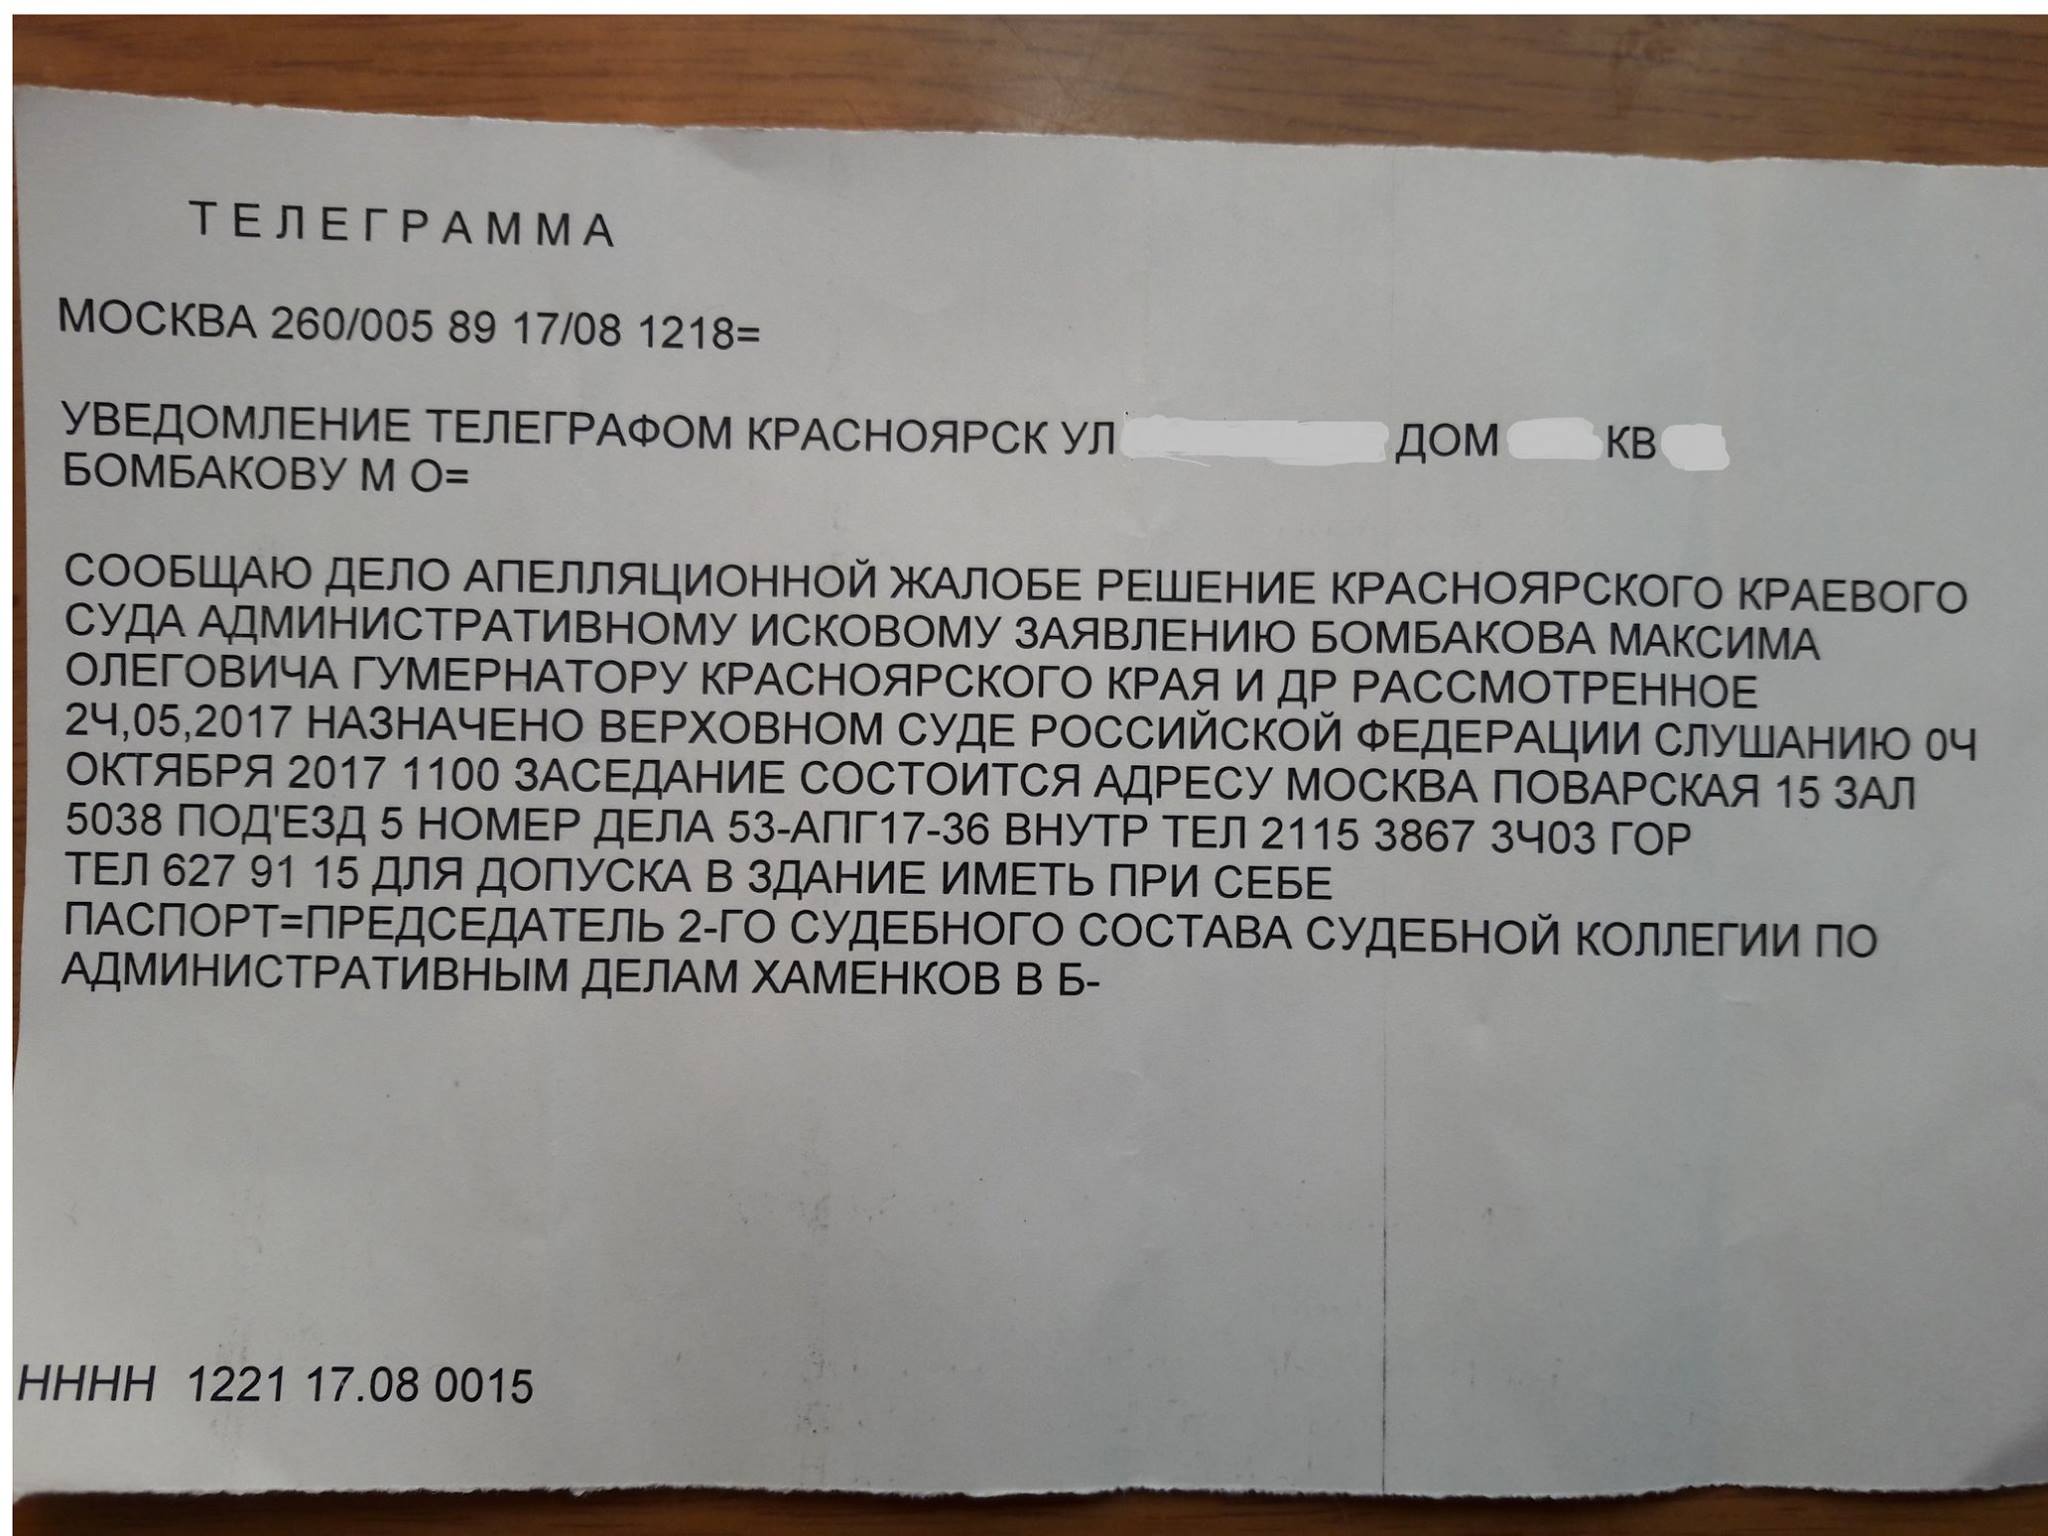 ТЕЛЕГРАММА
МОСКВА 260/005 89 17/08 1218=
УВЕДОМЛЕНИЕ ТЕЛЕГРАФОМ КРАСНОЯРСК УЛ ДОМ КВ
БОМБАКОВУ М О=
СООБЩАЮ ДЕЛО АПЕЛЛЯЦИОННОЙ ЖАЛОБЕ РЕШЕНИЕ КРАСНОЯРСКОГО КРАЕВОГО
СУДА АДМИНИСТРАТИВНОМУ ИСКОВОМУ ЗАЯВЛЕНИЮ БОМБАКОВА МАКСИМА
ОЛЕГОВИЧА ГУМЕРНАТОРУ КРАСНОЯРСКОГО КРАЯ И ДР РАССМОТРЕННОЕ
2Ч,05,2017 НАЗНАЧЕНО ВЕРХОВНОМ СУДЕ РОССИЙСКОЙ ФЕДЕРАЦИИ СЛУШАНИЮ 0Ч
ОКТЯБРЯ 2017 1100 ЗАСЕДАНИЕ СОСТОИТСЯ АДРЕСУ МОСКВА ПОВАРСКАЯ 15 ЗАЛ
5038 ПОД'ЕЗД 5 НОМЕР ДЕЛА 53-АПГ17-36 ВНУТР ТЕЛ 2115 3867 3Ч03 ГОР
ТЕЛ 627 91 15 ДЛЯ ДОПУСКА В ЗДАНИЕ ИМЕТЬ ПРИ СЕБЕ
ПАСПОРТ=ПРЕДСЕДАТЕЛЬ 2-ГО СУДЕБНОГО СОСТАВА СУДЕБНОЙ КОЛЛЕГИИ ПО
АДМИНИСТРАТИВНЫМ ДЕЛАМ ХАМЕНКОВ В Б-
НННН 1221 17.08 0015